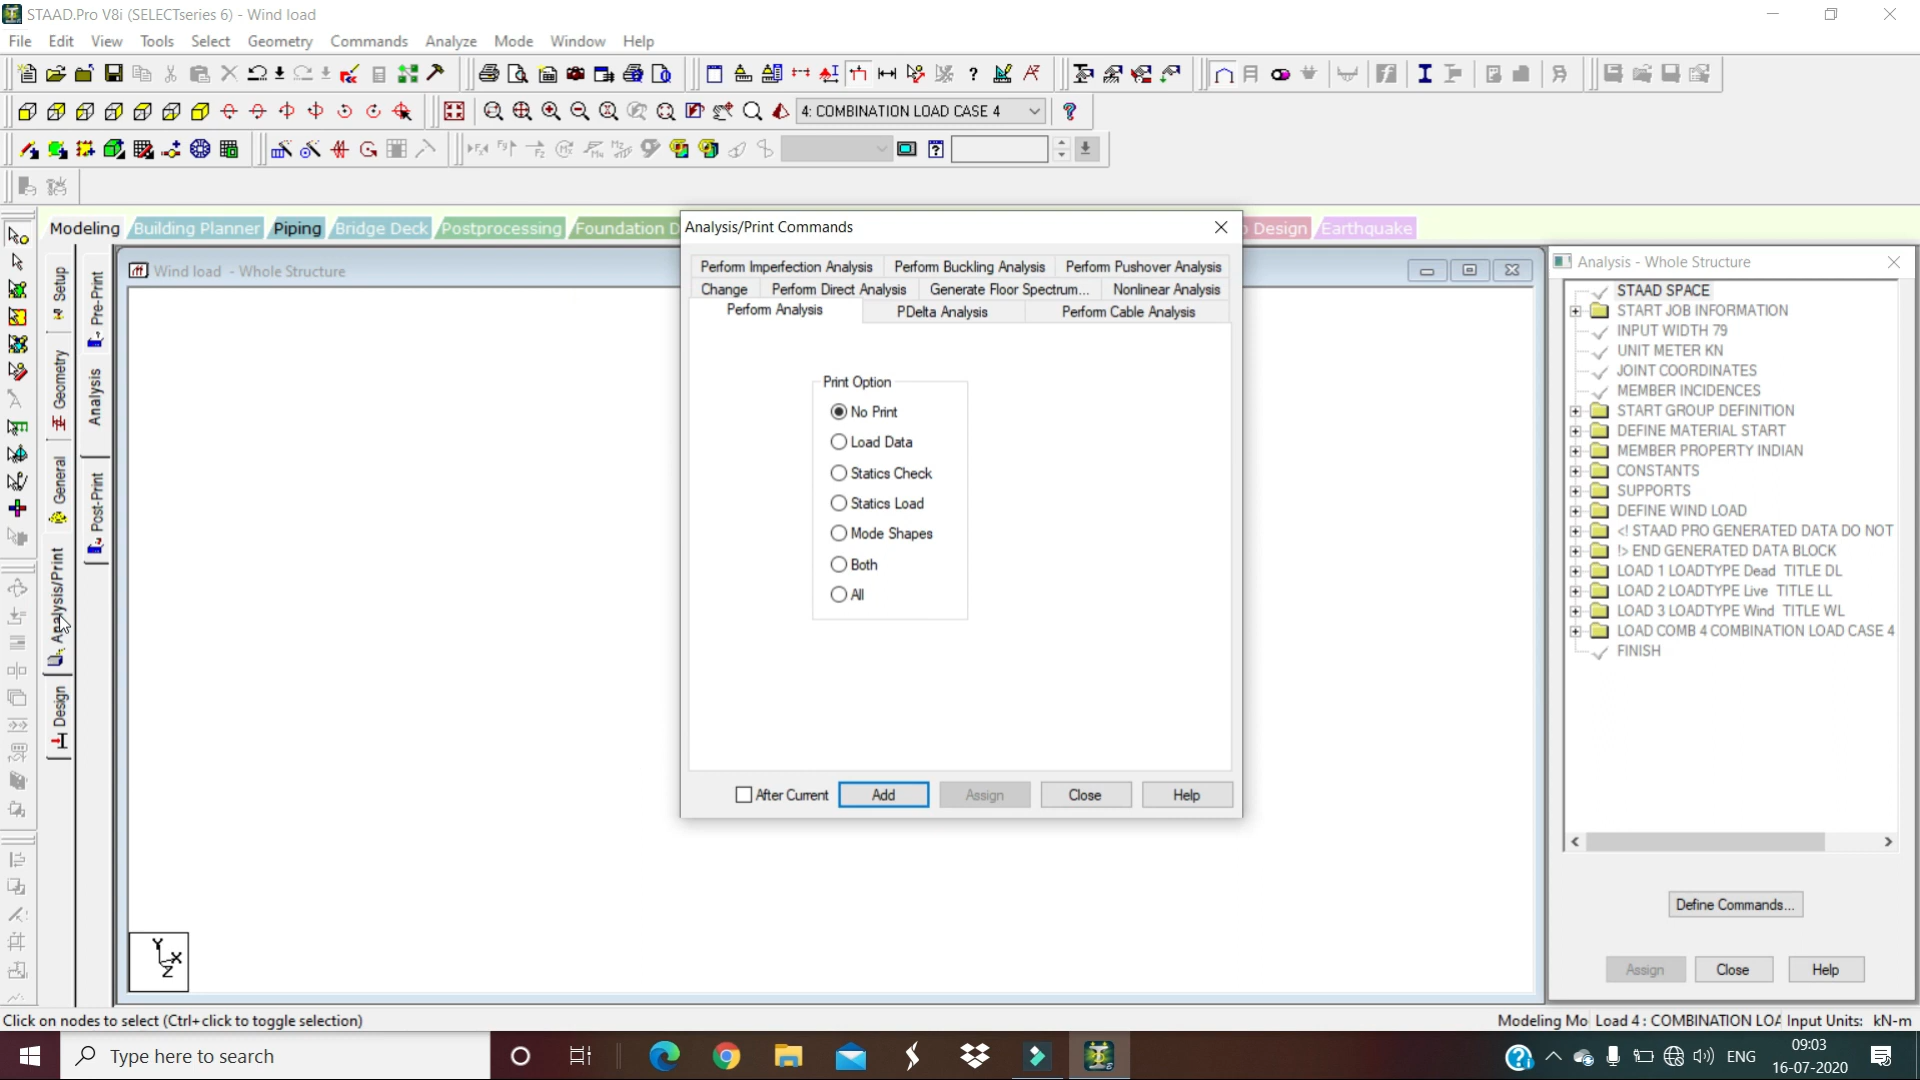 STAAD.Pro V8i (SELECTseries 6) - Wind load
File Edit View Tools Select Geometry Commands Analyze Mode Window Help
4: COMBINATION LOAD CASE 4
Modeling Building Planner Piping Bridge Deck Postprocessing Foundation D
Design Earthquake
Setup
Geometry
General
Analysis/Print
Design
Pre-Print
Analysis
Post-Print
Wind load - Whole Structure
Analysis/Print Commands
Perform Imperfection Analysis Perform Buckling Analysis Perform Pushover Analysis
Change Perform Direct Analysis Generate Floor Spectrum... Nonlinear Analysis
Perform Analysis PDelta Analysis Perform Cable Analysis
Print Option
No Print
Load Data
Statics Check
Statics Load
Mode Shapes
Both
All
After Current Add Assign Close Help
Analysis - Whole Structure
STAAD SPACE
START JOB INFORMATION
INPUT WIDTH 79
UNIT METER KN
JOINT COORDINATES
MEMBER INCIDENCES
START GROUP DEFINITION
DEFINE MATERIAL START
MEMBER PROPERTY INDIAN
CONSTANTS
SUPPORTS
DEFINE WIND LOAD
<! STAAD PRO GENERATED DATA DO NOT
!> END GENERATED DATA BLOCK
LOAD 1 LOADTYPE Dead TITLE DL
LOAD 2 LOADTYPE Live TITLE LL
LOAD 3 LOADTYPE Wind TITLE WL
LOAD COMB 4 COMBINATION LOAD CASE 4
FINISH
Define Commands...
Assign Close Help
Y
X
Z
Click on nodes to select (Ctrl+click to toggle selection)
Modeling Mo Load 4 : COMBINATION LOA Input Units: kN-m
Type here to search
ENG
09:03
16-07-2020